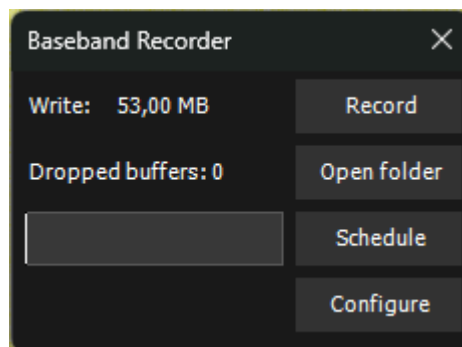 Baseband Recorder
Write: 53,00 MB
Record
Dropped buffers: 0
Open folder
Schedule
Configure